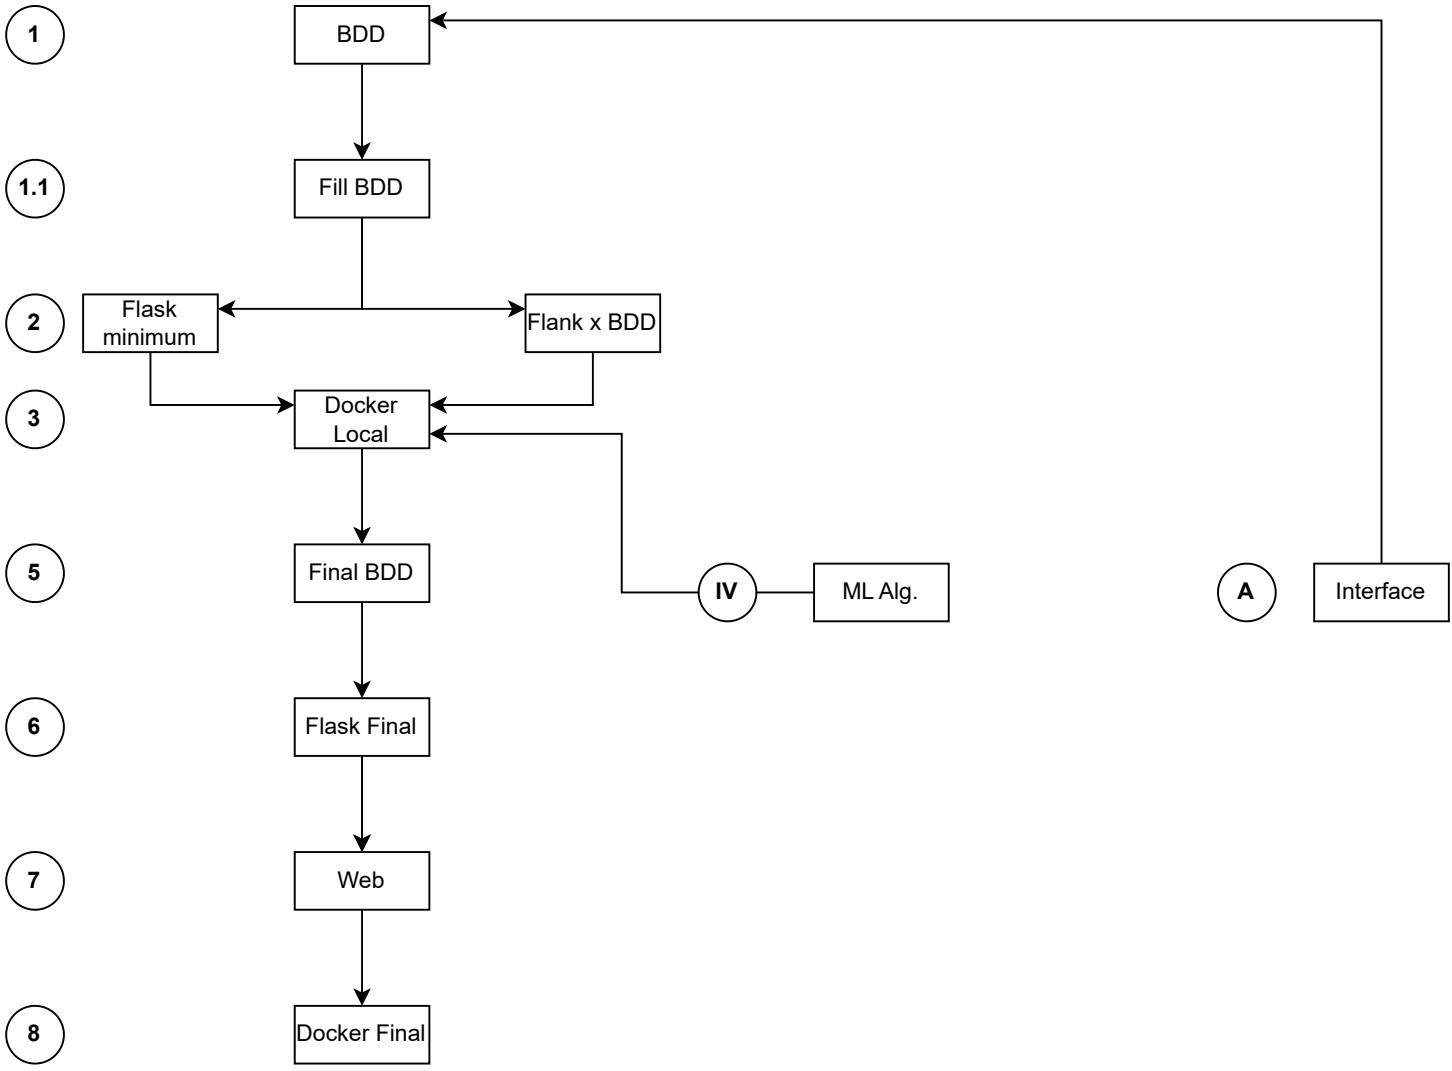 1
BDD
1.1
Fill BDD
2
Flask
minimum
Flank x BDD
3
Docker
Local
5
Final BDD
IV
ML Alg.
A
Interface
6
Flask Final
7
Web
8
Docker Final